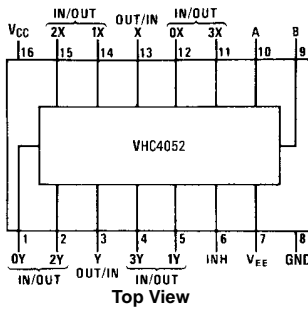 IN/OUT OUT/IN IN/OUT
VCC 2X 1X X 0X 3X A B
16 15 14 13 12 11 10 9
VHC4052
1 2 3 4 5 6 7 8
0Y 2Y Y 3Y 1Y INH VEE GND
IN/OUT OUT/IN IN/OUT
Top View